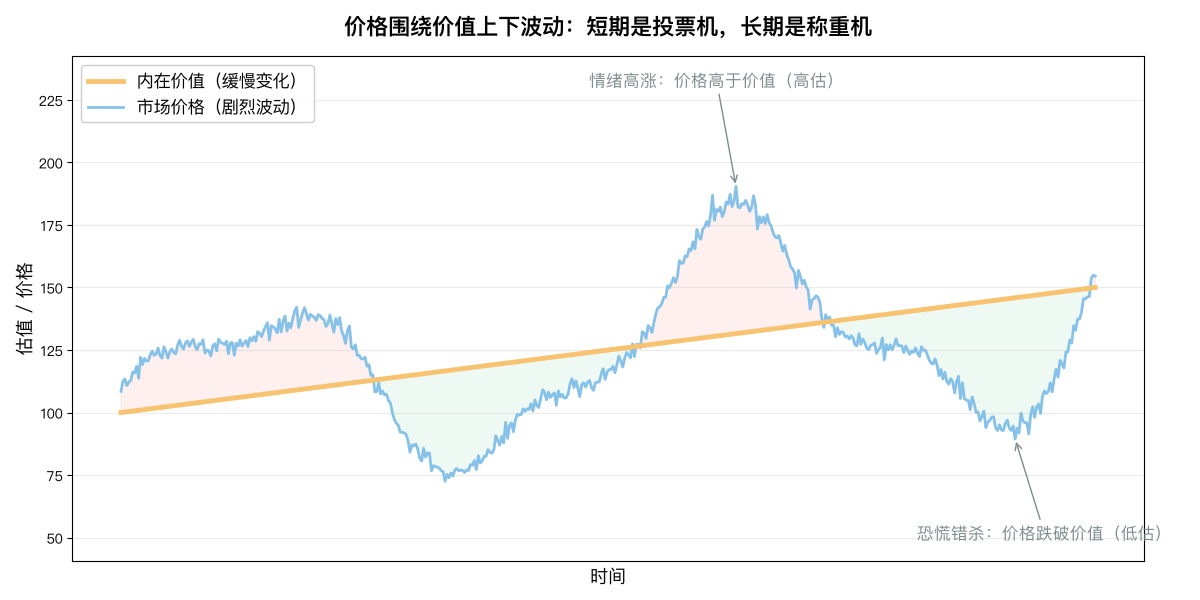 价格围绕价值上下波动：短期是投票机，长期是称重机
内在价值（缓慢变化）
市场价格（剧烈波动）
情绪高涨：价格高于价值（高估）
225
200
175
150
125
100
75
50
估值 / 价格
恐慌错杀：价格跌破价值（低估）
时间